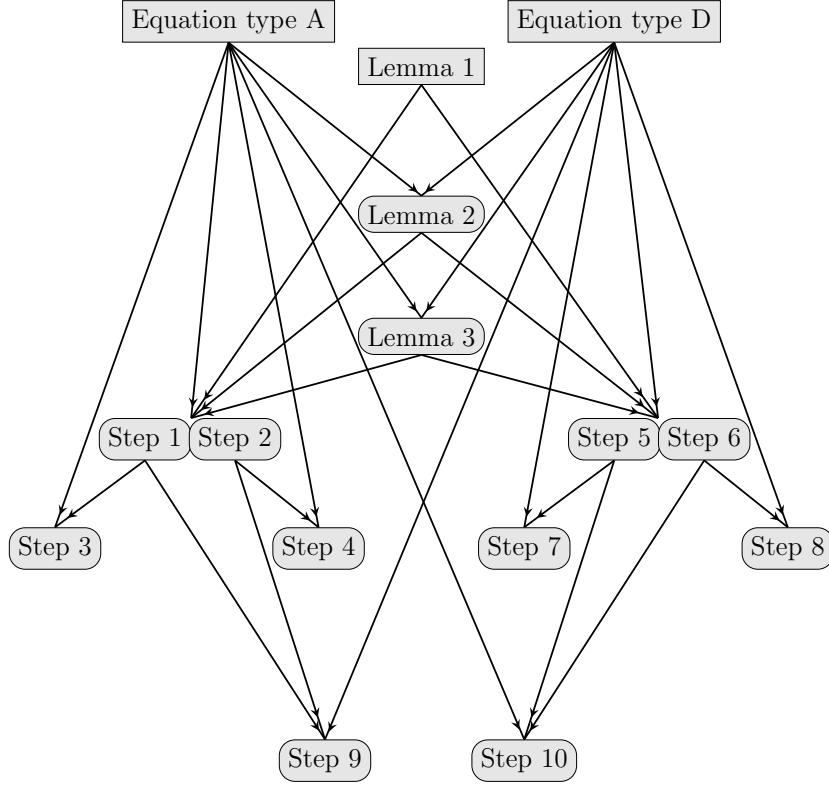 Equation type A
Equation type D
Lemma 1
Lemma 2
Lemma 3
Step 1
Step 2
Step 5
Step 6
Step 3
Step 4
Step 7
Step 8
Step 9
Step 10